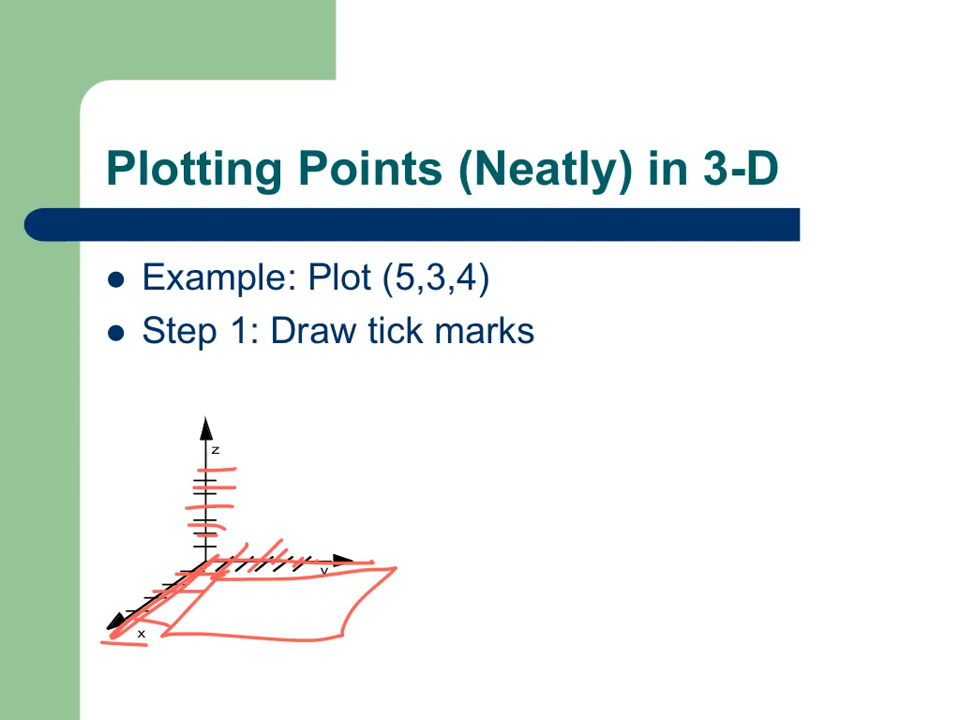 Plotting Points (Neatly) in 3-D
Example: Plot (5,3,4)
Step 1: Draw tick marks
z
y
x